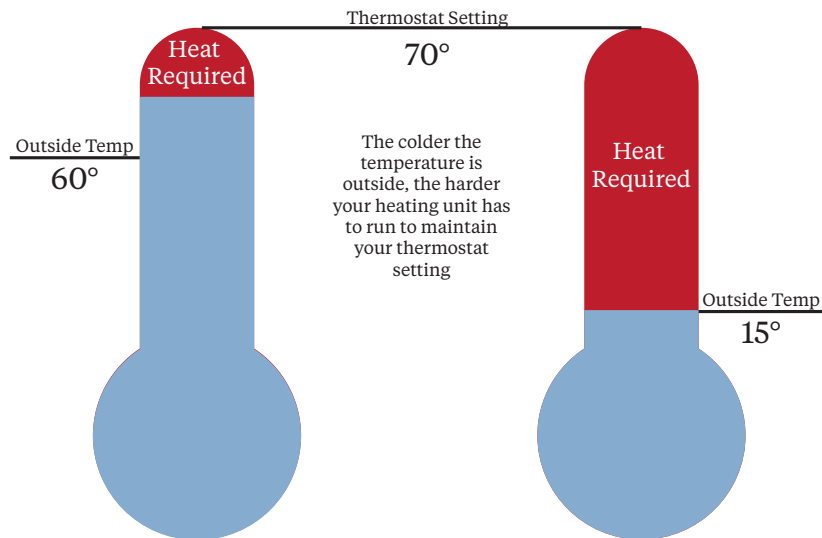 Thermostat Setting
70°
Heat
Required
Outside Temp
60°
The colder the
temperature is
outside, the harder
your heating unit has
to run to maintain
your thermostat
setting
Heat
Required
Outside Temp
15°